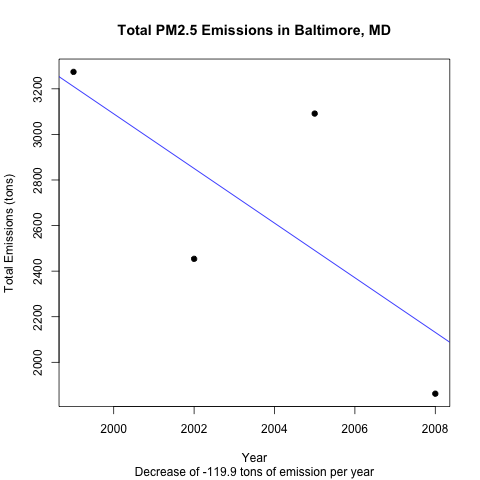 Total PM2.5 Emissions in Baltimore, MD
Total Emissions (tons)
3200
3000
2800
2600
2400
2200
2000
2000 2002 2004 2006 2008
Year
Decrease of -119.9 tons of emission per year